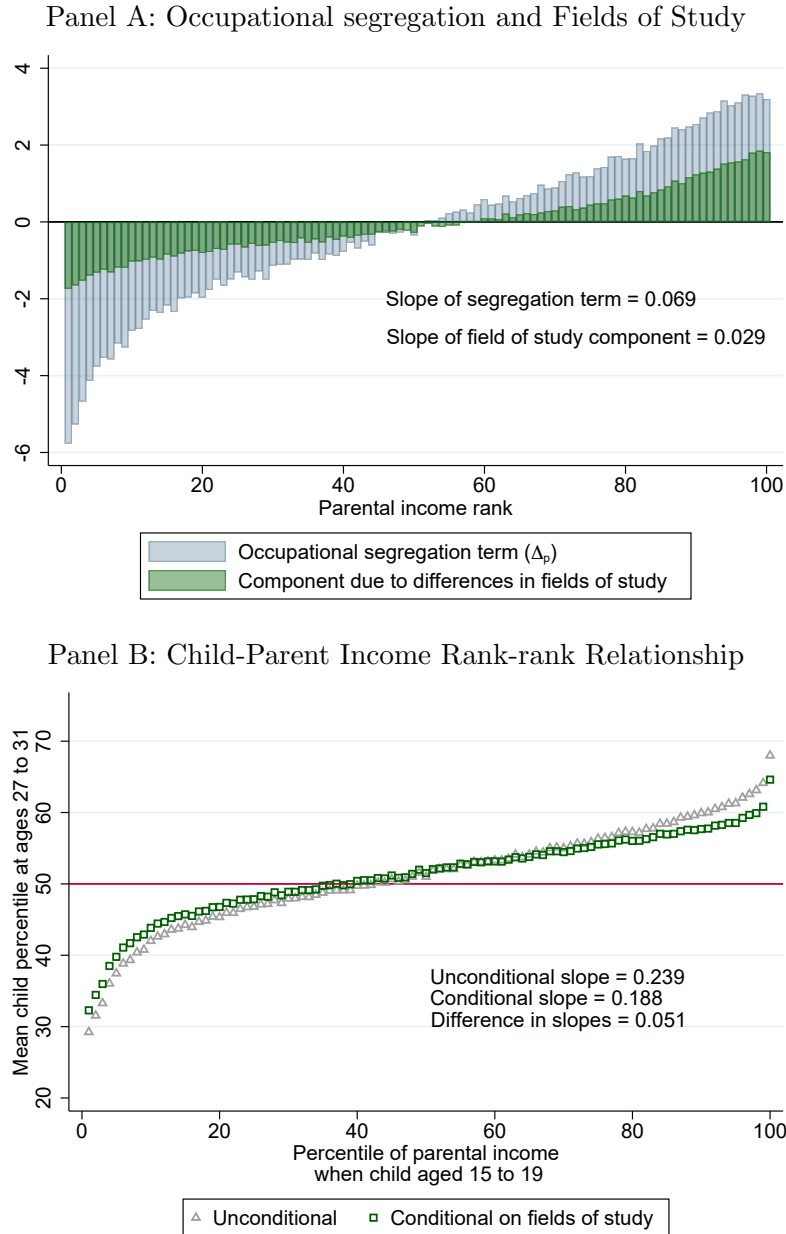 Panel A: Occupational segregation and Fields of Study
4
2
0
-2
-4
-6
Slope of segregation term = 0.069
Slope of field of study component = 0.029
0
20
40
60
80
100
Parental income rank
Occupational segregation term (Δp)
Component due to differences in fields of study
Panel B: Child-Parent Income Rank-rank Relationship
Mean child percentile at ages 27 to 31
70
60
50
40
30
20
Unconditional slope = 0.239
Conditional slope = 0.188
Difference in slopes = 0.051
0
20
40
60
80
100
Percentile of parental income
when child aged 15 to 19
Unconditional
Conditional on fields of study